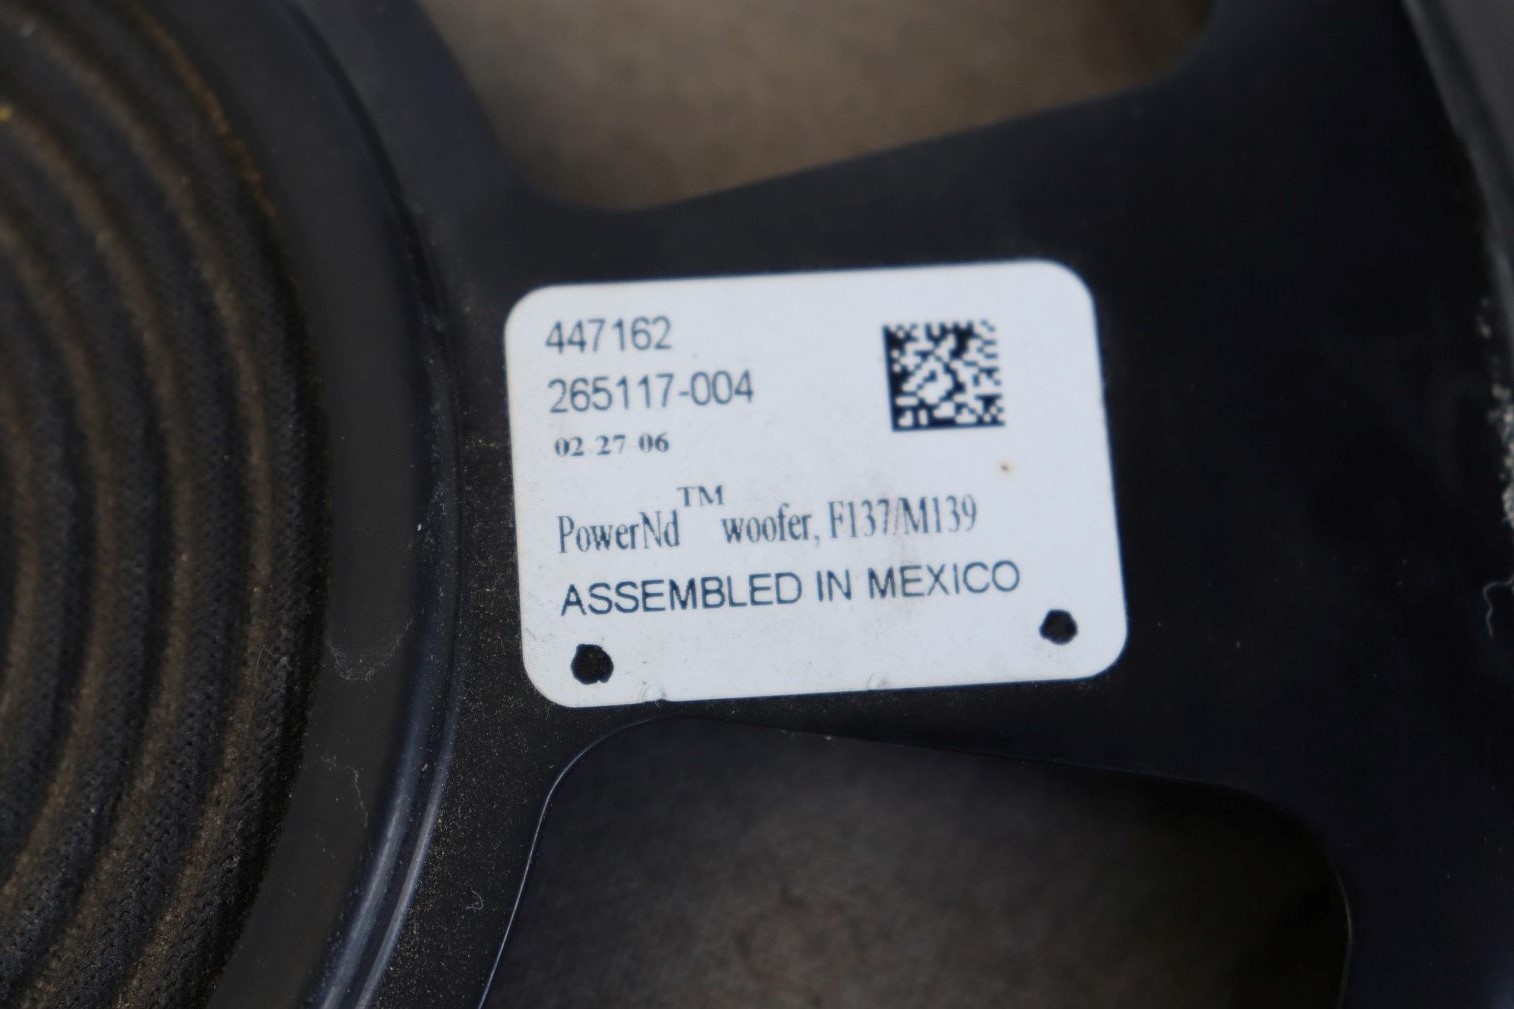 447162
265117-004
02-27-06
PowerNd™ woofer, F137/M139
ASSEMBLED IN MEXICO